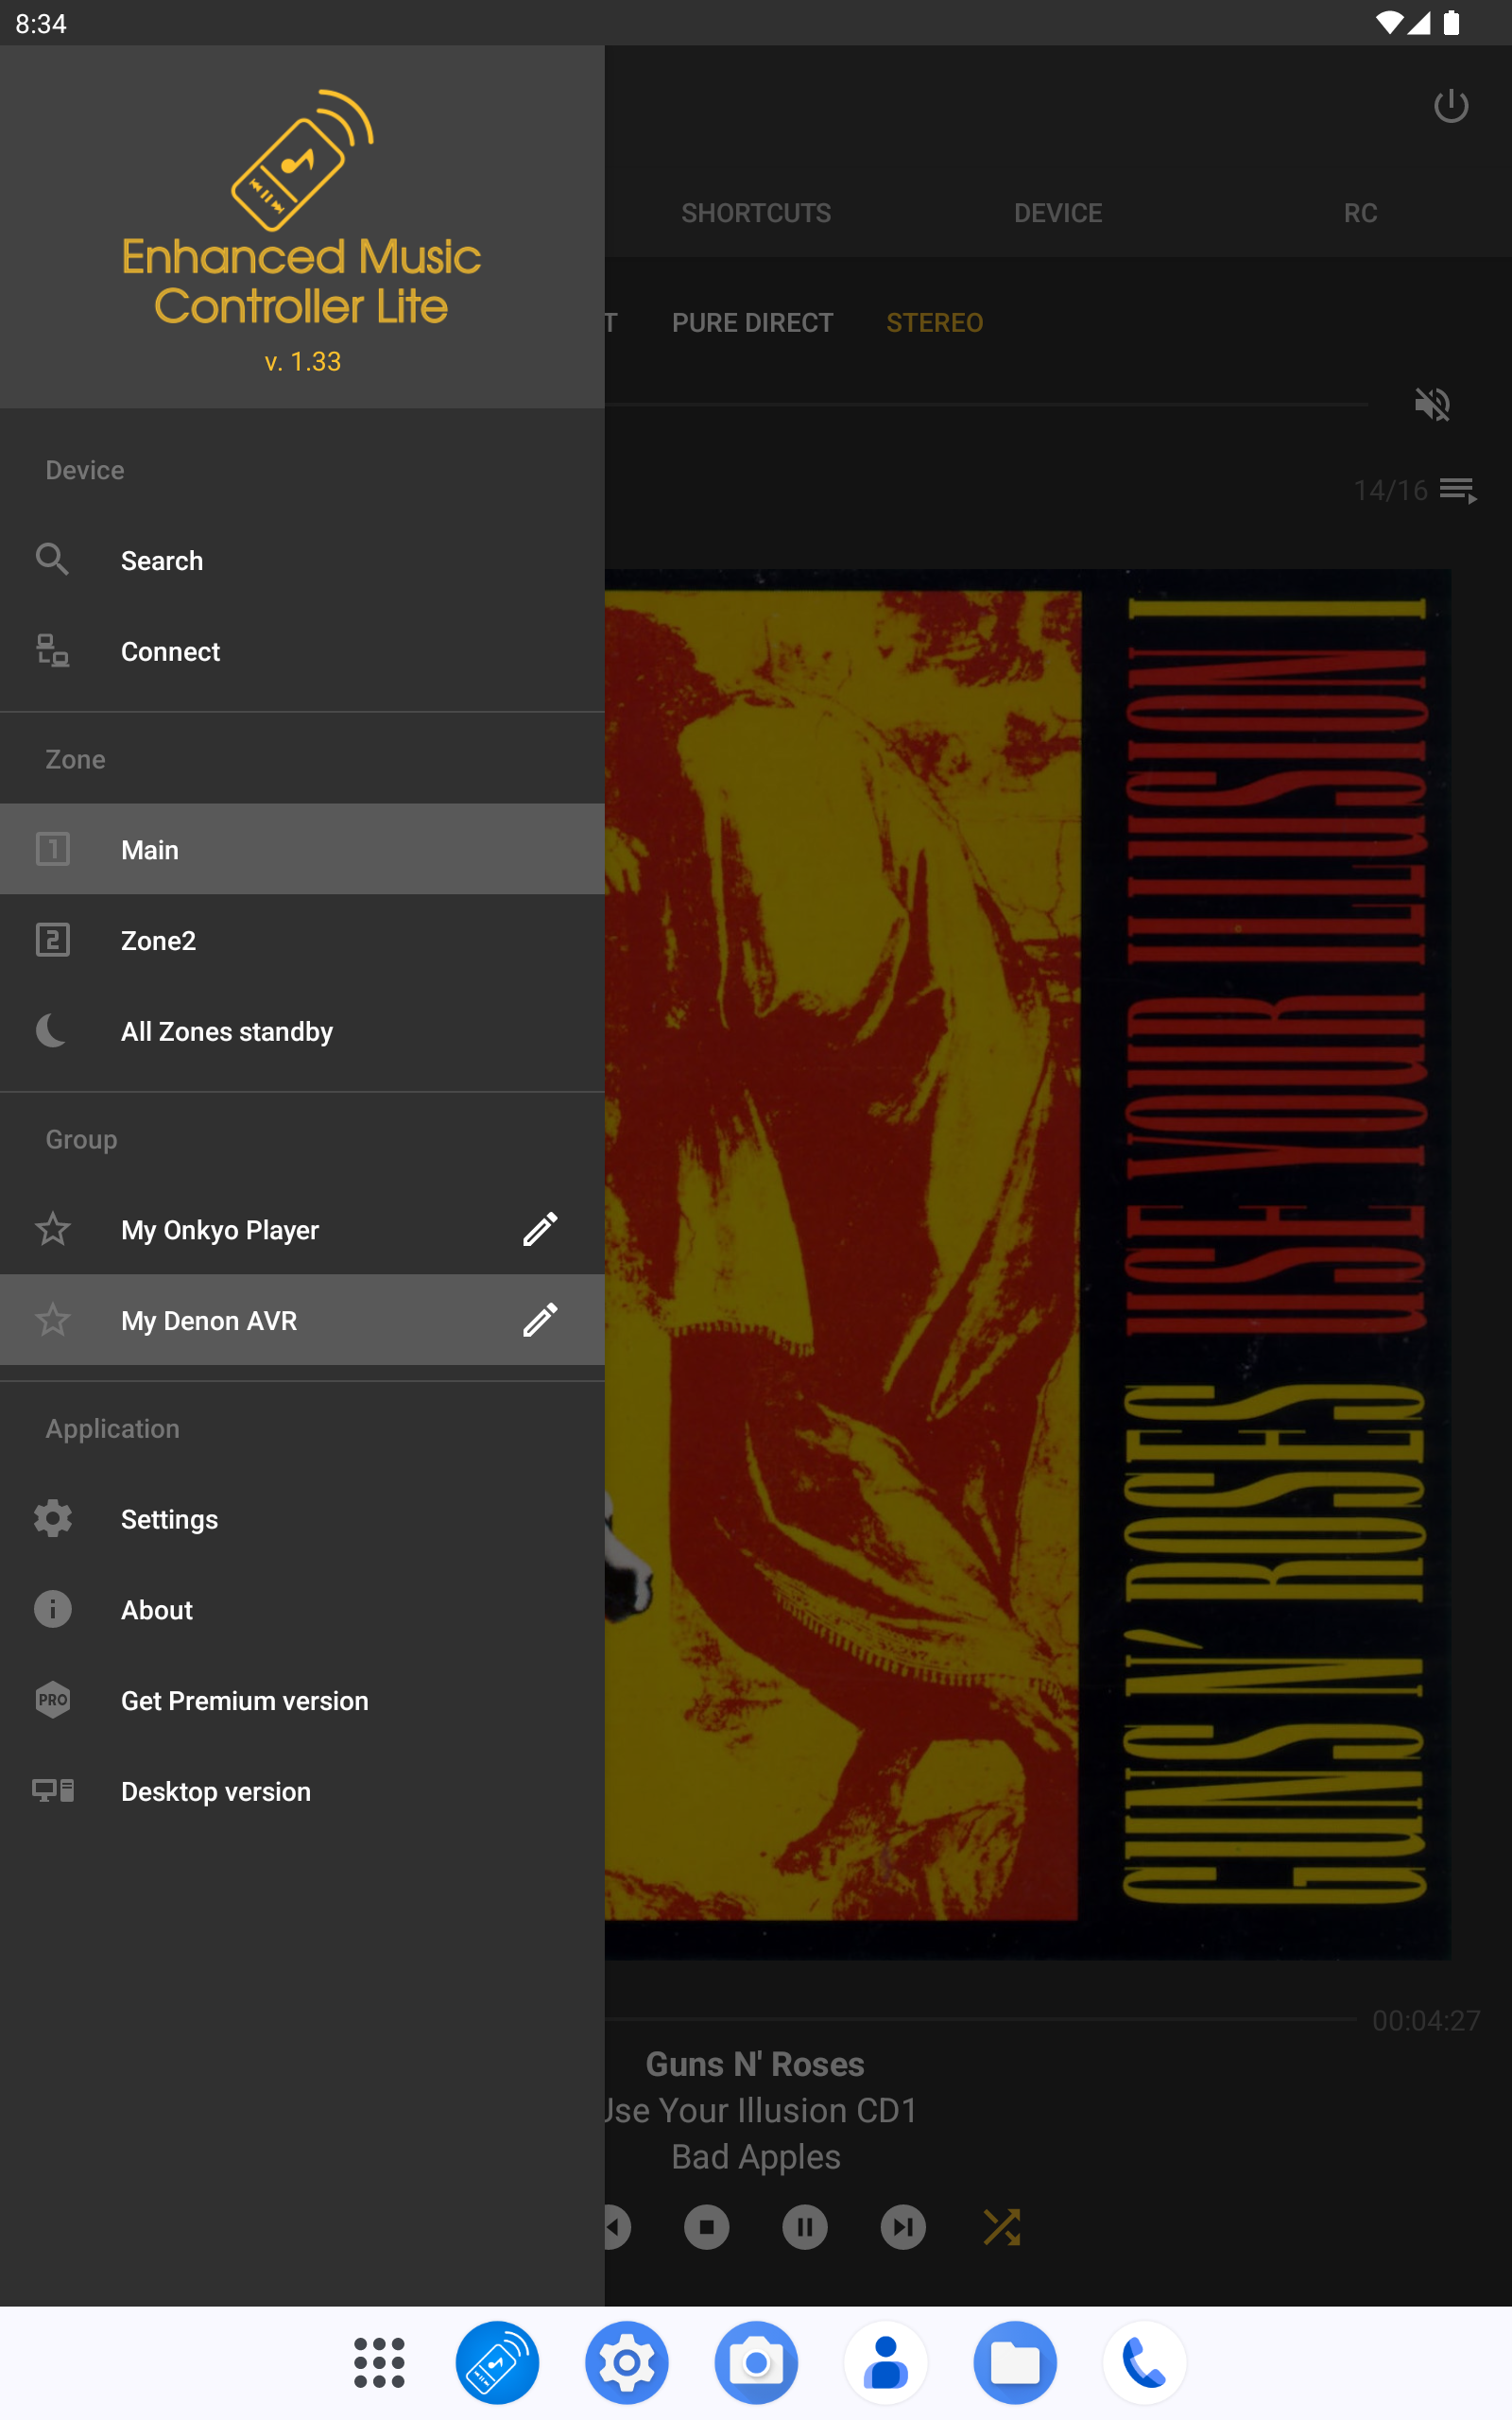 8:34
Enhanced Music
Controller Lite
v. 1.33
Device
Search
Connect
Zone
1 Main
2 Zone2
All Zones standby
Group
My Onkyo Player
My Denon AVR
Application
Settings
About
PRO Get Premium version
Desktop version
SHORTCUTS DEVICE RC
T PURE DIRECT STEREO
14/16
GUNS N' ROSES USE YOUR ILLUSION I
00:04:27
Guns N' Roses
Use Your Illusion CD1
Bad Apples